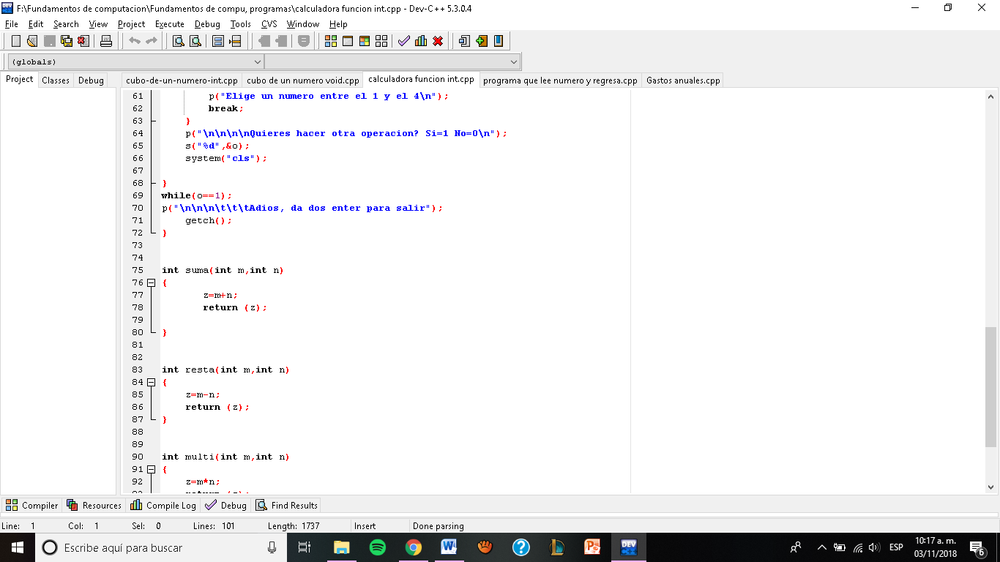 F:\Fundamentos de computacion\Fundamentos de compu, programas\calculadora funcion int.cpp - Dev-C++ 5.3.0.4
File Edit Search View Project Execute Debug Tools CVS Window Help
(globals)
Project Classes Debug
cubo-de-un-numero-int.cpp cubo de un numero void.cpp calculadora funcion int.cpp programa que lee numero y regresa.cpp Gastos anuales.cpp
61 p("Elige un numero entre el 1 y el 4\n");
62 break;
63 }
64 p("\n\n\n\nQuieres hacer otra operacion? Si=1 No=0\n");
65 s("%d",&o);
66 system("cls");
67
68 }
69 while(o==1);
70 p("\n\n\n\t\t\tAdios, da dos enter para salir");
71 getch();
72 }
73
74
75 int suma(int m,int n)
76 {
77 z=m+n;
78 return (z);
79
80 }
81
82
83 int resta(int m,int n)
84 {
85 z=m-n;
86 return (z);
87 }
88
89
90 int multi(int m,int n)
91 {
92 z=m*n;
Compiler Resources Compile Log Debug Find Results
Line: 1 Col: 1 Sel: 0 Lines: 101 Length: 1737 Insert Done parsing
Escribe aquí para buscar
ESP
10:17 a. m.
03/11/2018
6
DEV